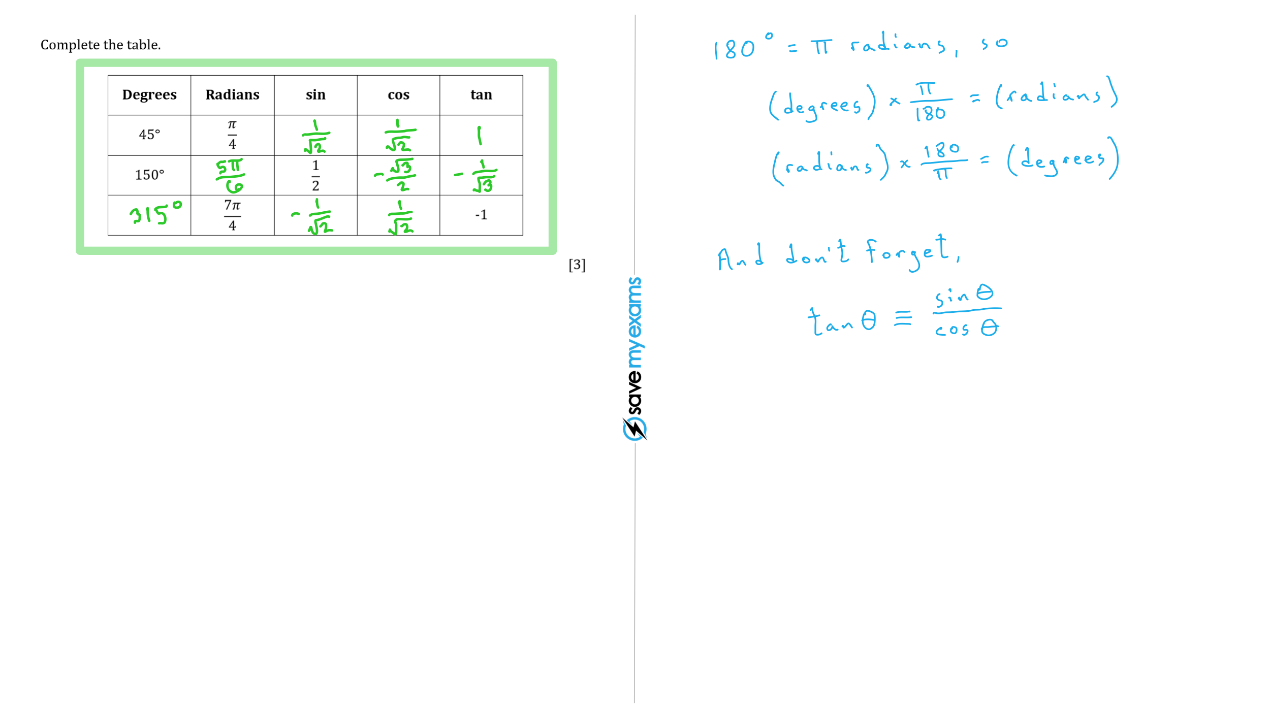 Complete the table.
Degrees Radians sin cos tan
45° π/4 1/√2 1/√2 1
150° 5π/6 1/2 -√3/2 -1/√3
315° 7π/4 -1/√2 1/√2 -1
[3]
save my exams
180° = π radians, so
(degrees) × π/180 = (radians)
(radians) × 180/π = (degrees)
And don't forget,
tan θ ≡ sin θ/cos θ